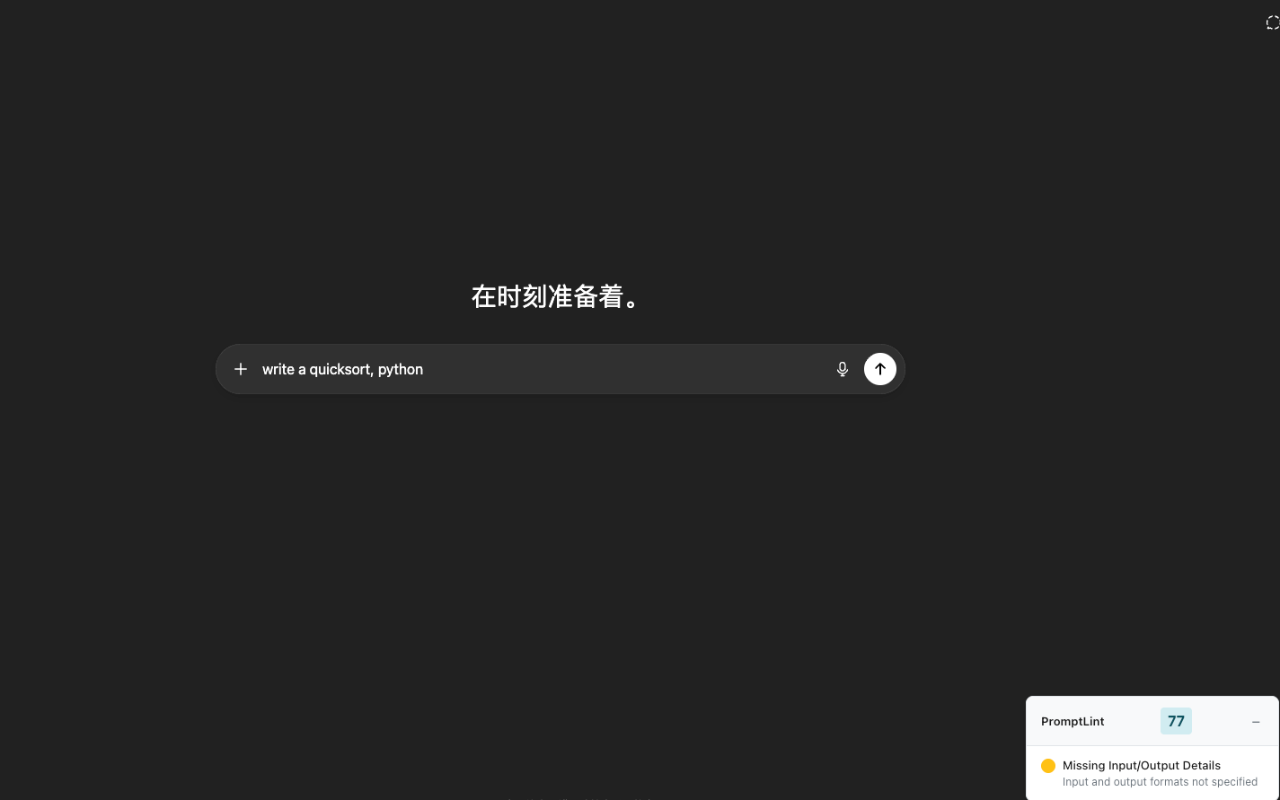 在时刻准备着。
write a quicksort, python
PromptLint 77
Missing Input/Output Details
Input and output formats not specified